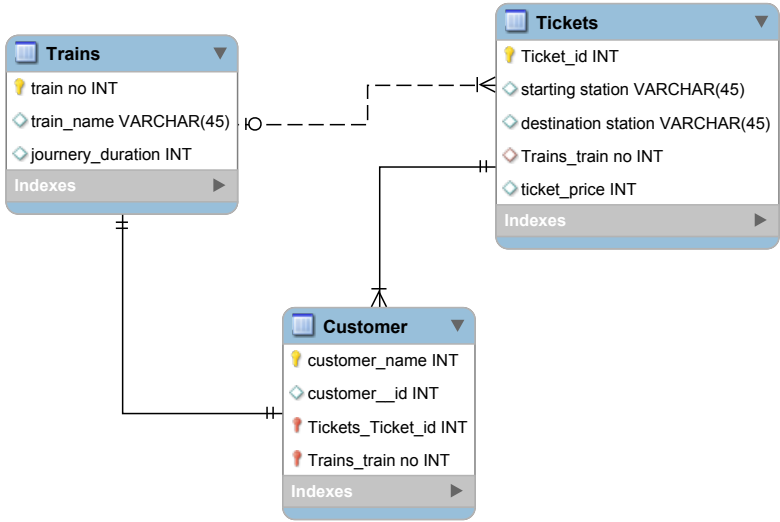 Trains
train no INT
train_name VARCHAR(45)
journery_duration INT
Indexes
Tickets
Ticket_id INT
starting station VARCHAR(45)
destination station VARCHAR(45)
Trains_train no INT
ticket_price INT
Indexes
Customer
customer_name INT
customer__id INT
Tickets_Ticket_id INT
Trains_train no INT
Indexes